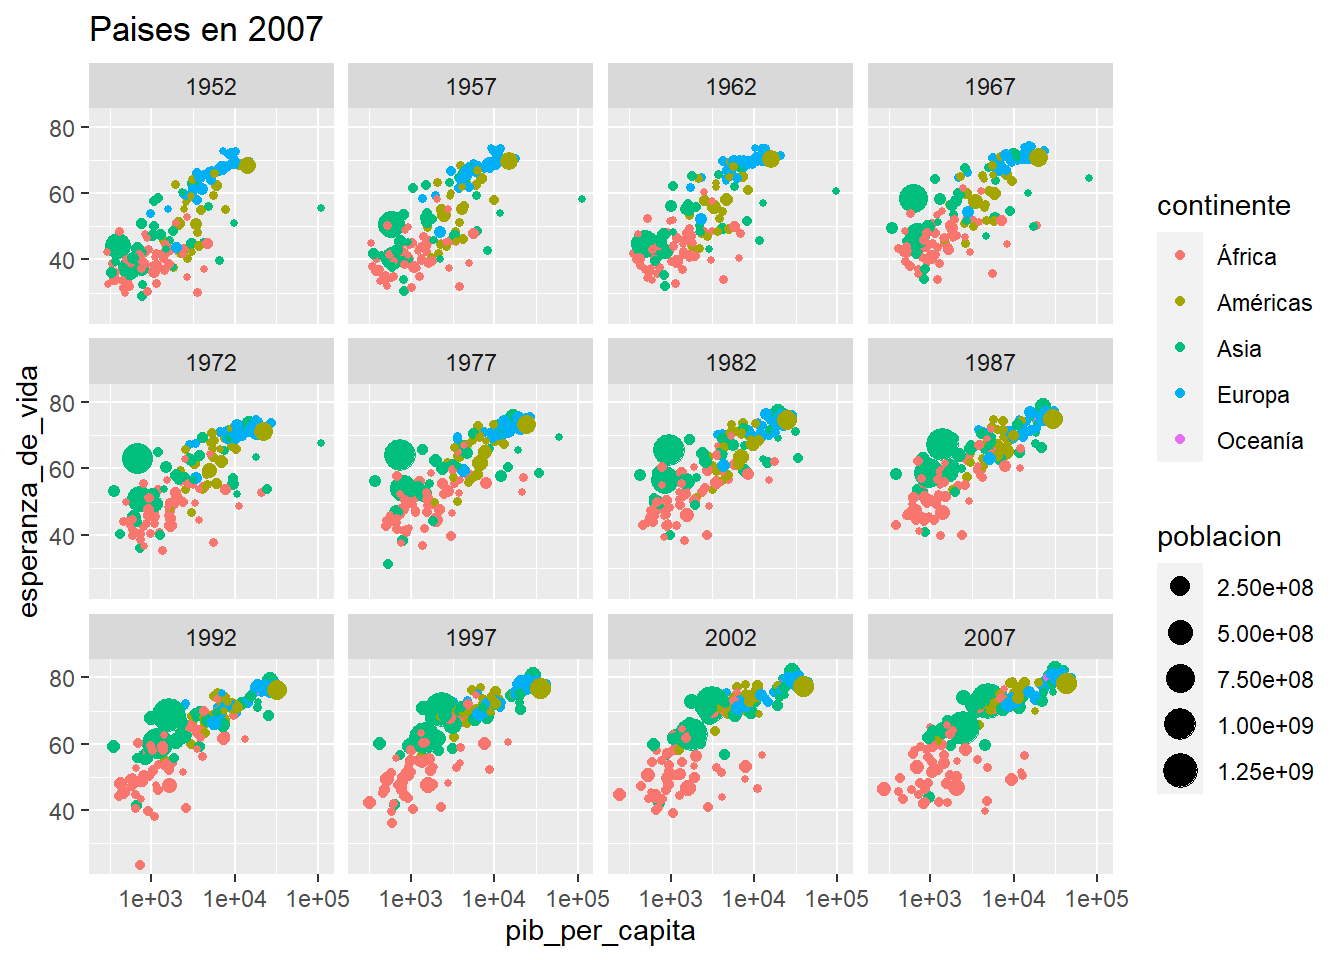 Paises en 2007
1952 1957 1962 1967
80
60
40
1972 1977 1982 1987
80
60
40
1992 1997 2002 2007
80
60
40
1e+03 1e+04 1e+05 1e+03 1e+04 1e+05 1e+03 1e+04 1e+05 1e+03 1e+04 1e+05
pib_per_capita
esperanza_de_vida
continente
África
Américas
Asia
Europa
Oceanía
poblacion
2.50e+08
5.00e+08
7.50e+08
1.00e+09
1.25e+09